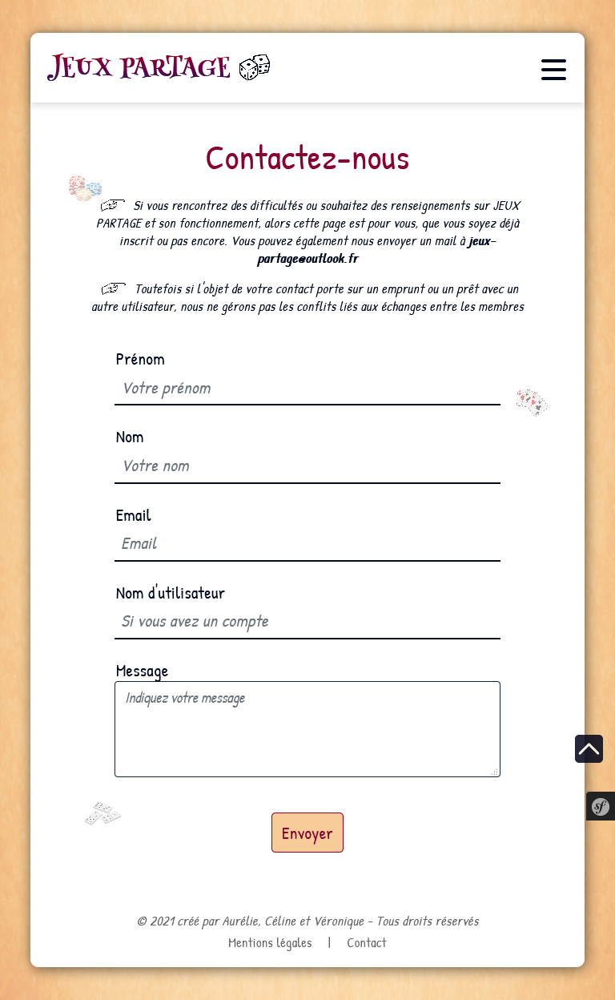 JEUX PARTAGE
Contactez-nous
Si vous rencontrez des difficultés ou souhaitez des renseignements sur JEUX
PARTAGE et son fonctionnement, alors cette page est pour vous, que vous soyez déjà
inscrit ou pas encore. Vous pouvez également nous envoyer un mail à jeux-
partage@outlook.fr
Toutefois si l'objet de votre contact porte sur un emprunt ou un prêt avec un
autre utilisateur, nous ne gérons pas les conflits liés aux échanges entre les membres
Prénom
Votre prénom
Nom
Votre nom
Email
Email
Nom d'utilisateur
Si vous avez un compte
Message
Indiquez votre message
sf
Envoyer
© 2021 créé par Aurélie, Céline et Véronique - Tous droits réservés
Mentions légales | Contact